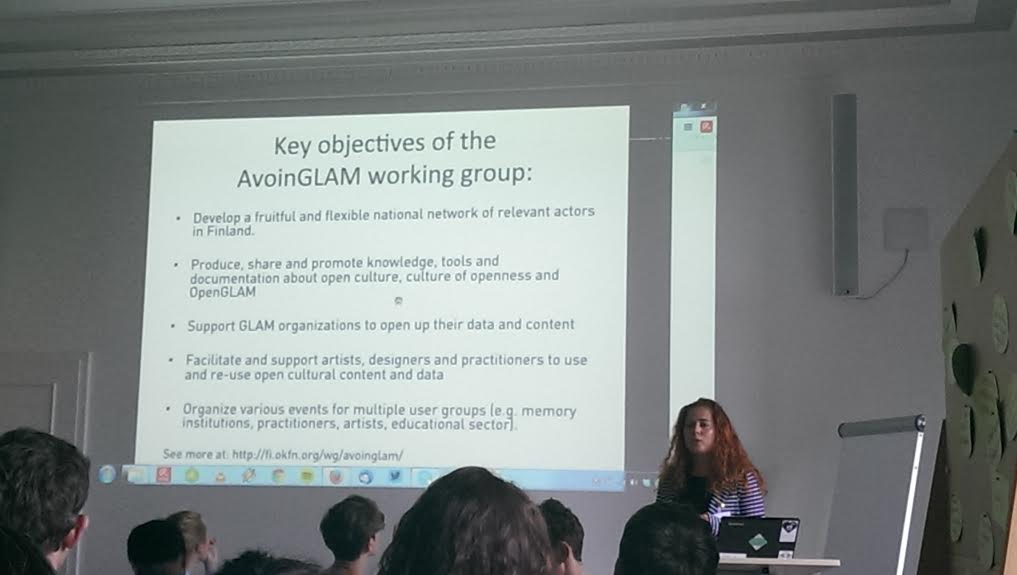 Key objectives of the
AvoinGLAM working group:
• Develop a fruitful and flexible national network of relevant actors
in Finland.
• Produce, share and promote knowledge, tools and
documentation about open culture, culture of openness and
OpenGLAM
• Support GLAM organizations to open up their data and content
• Facilitate and support artists, designers and practitioners to use
and re-use open cultural content and data
• Organize various events for multiple user groups (e.g. memory
institutions, practitioners, artists, educational sector).
See more at: http://fi.okfn.org/wg/avoinglam/